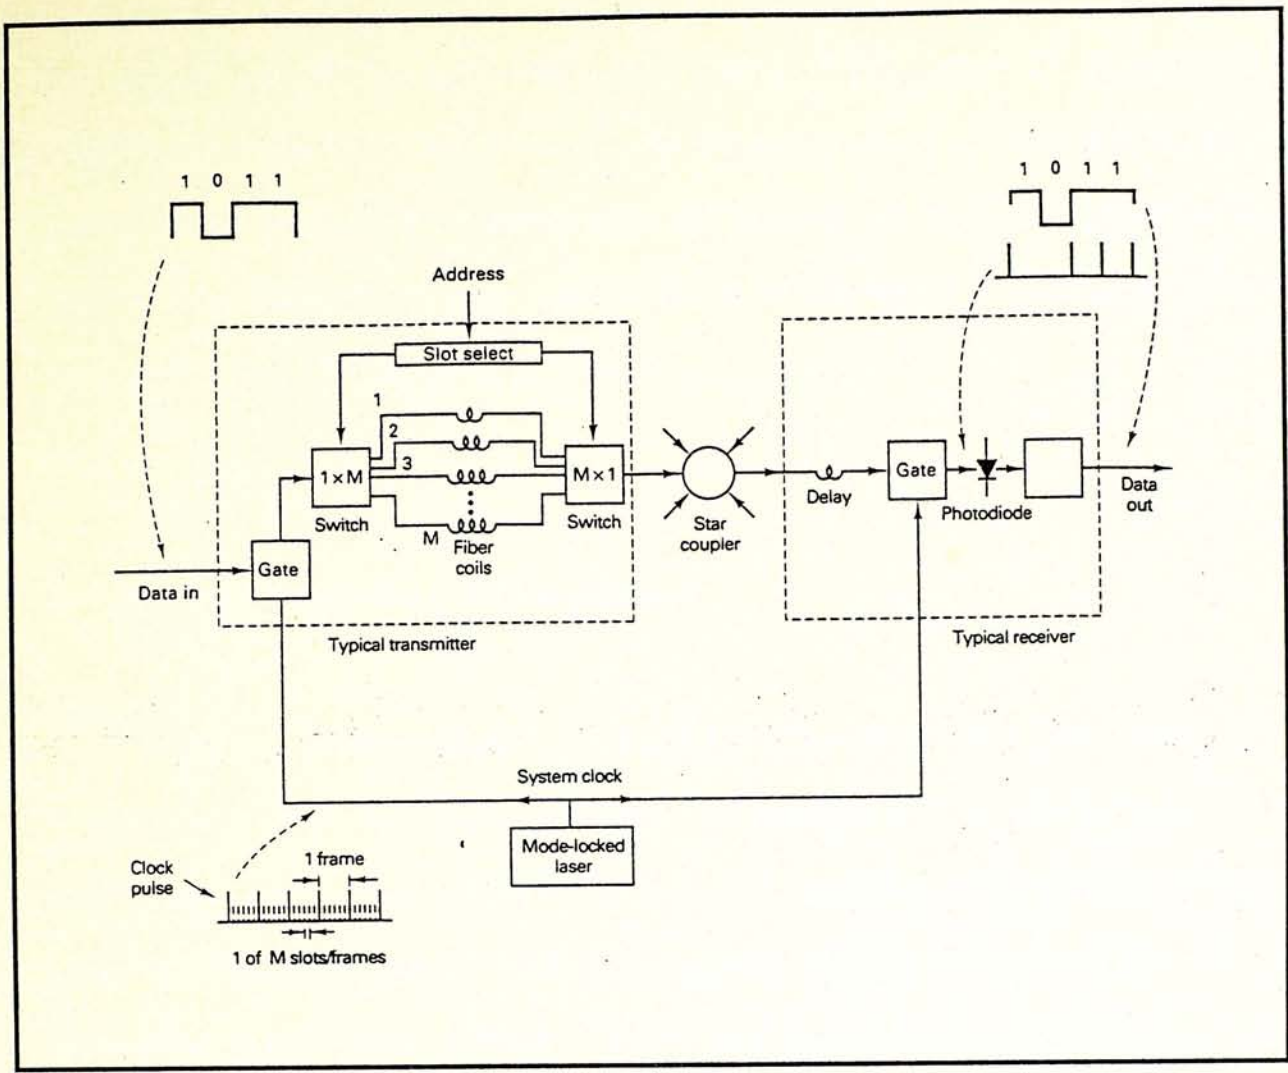 1 0 1 1
1 0 1 1
Address
Slot select
1
2
3
M
1 × M
Switch
Fiber
coils
M × 1
Switch
Star
coupler
Delay
Gate
Photodiode
Data
out
Gate
Data in
Typical transmitter
Typical receiver
System clock
Mode-locked
laser
Clock
pulse
1 frame
1 of M slots/frames